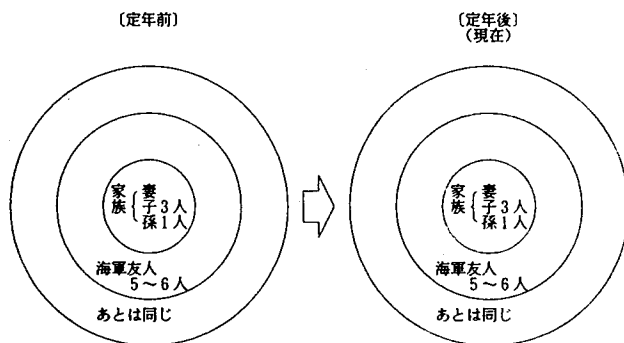 〔定年前〕
家族{妻
子3人
孫1人
海軍友人
5～6人
あとは同じ
〔定年後〕
（現在）
家族{妻
子3人
孫1人
海軍友人
5～6人
あとは同じ